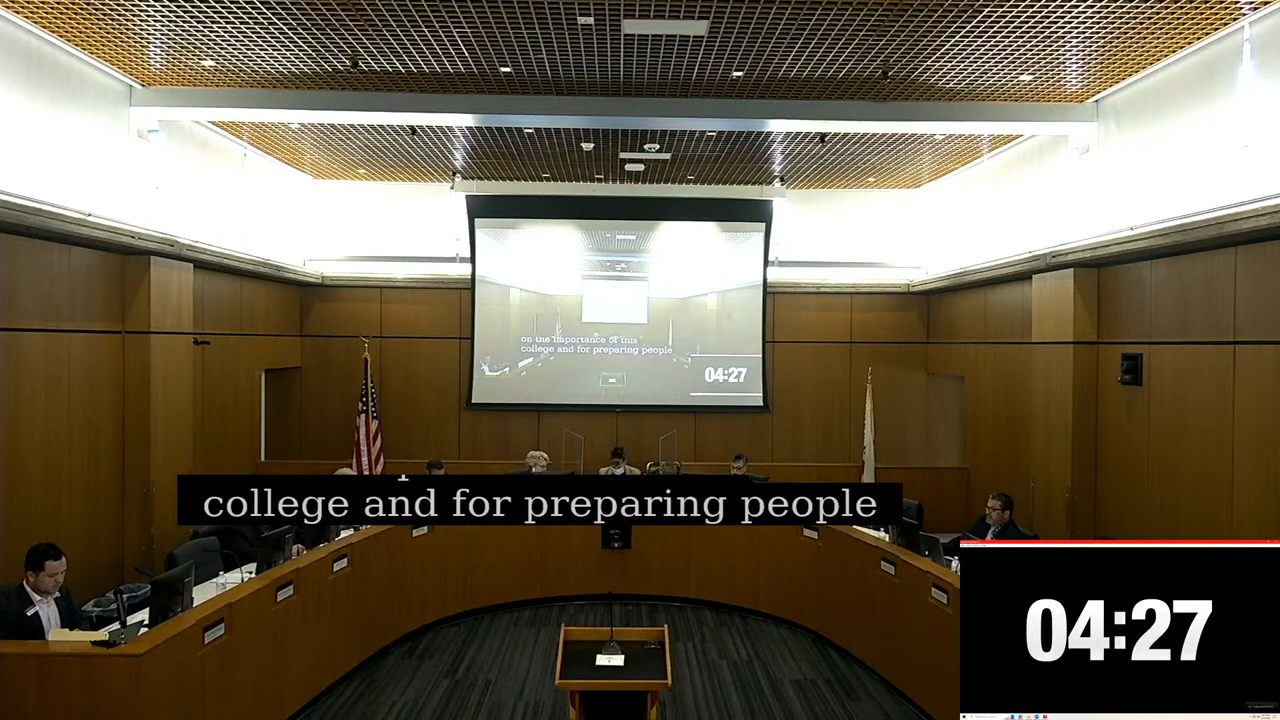 on the importance of this
college and for preparing people
04:27
college and for preparing people
04:27